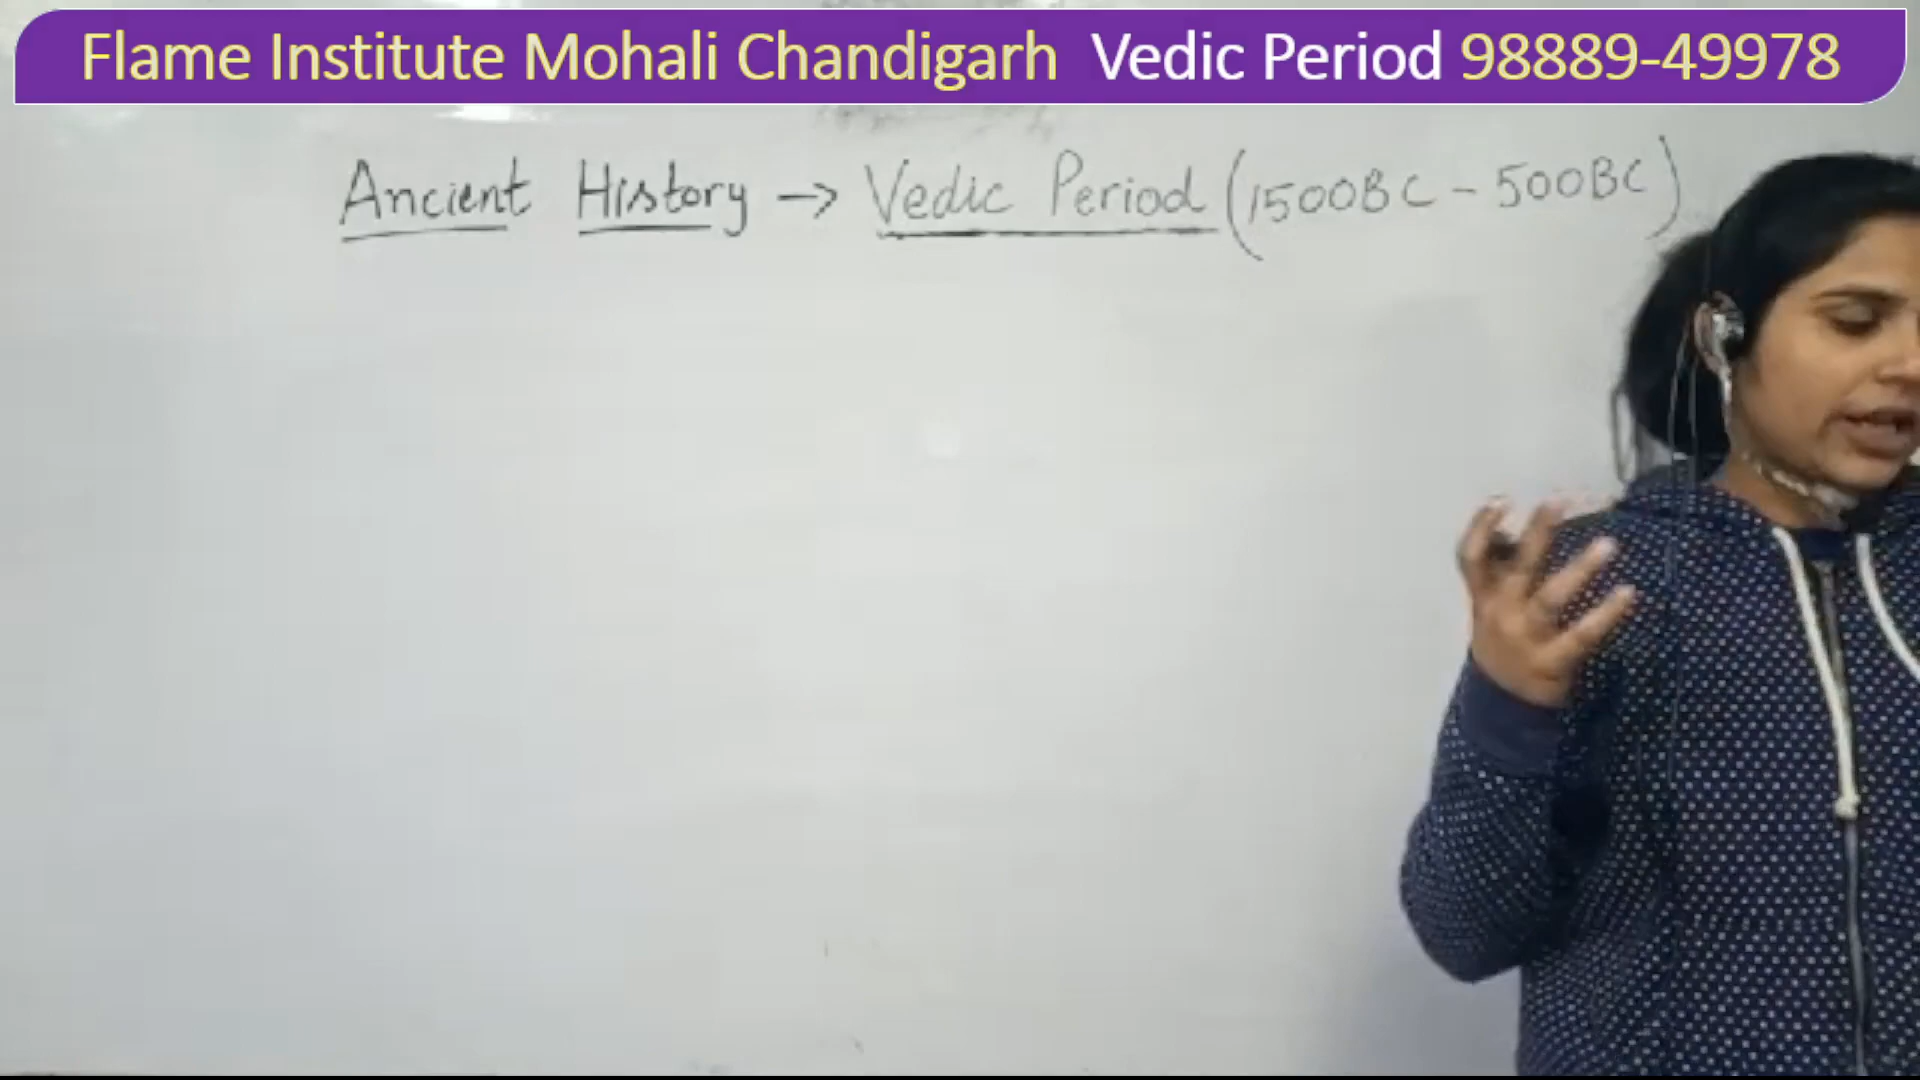 Flame Institute Mohali Chandigarh Vedic Period 98889-49978
Ancient History → Vedic Period (1500BC - 500BC)